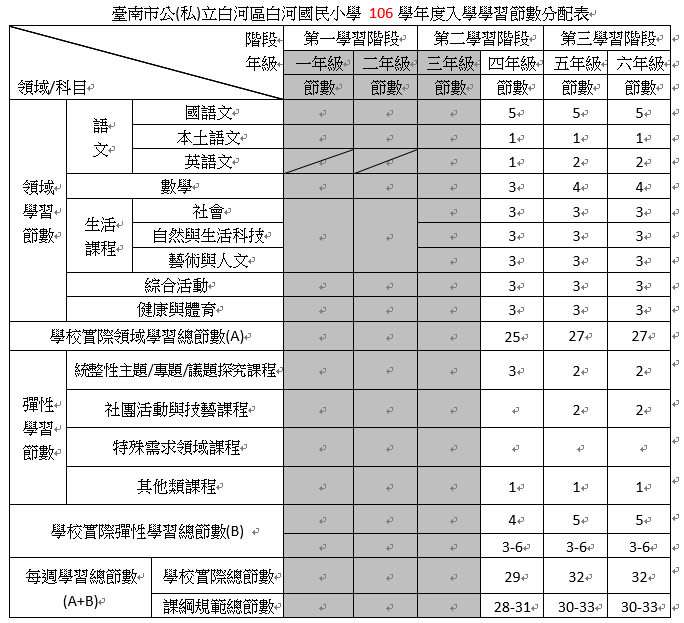 臺南市公(私)立白河區白河國民小學 106 學年度入學學習節數分配表
階段 第一學習階段 第二學習階段 第三學習階段
年級 一年級 二年級 三年級 四年級 五年級 六年級
領域/科目 節數 節數 節數 節數 節數 節數
領域學習節數
語文
國語文 5 5 5
本土語文 1 1 1
英語文 1 2 2
數學 3 4 4
生活課程
社會 3 3 3
自然與生活科技 3 3 3
藝術與人文 3 3 3
綜合活動 3 3 3
健康與體育 3 3 3
學校實際領域學習總節數(A) 25 27 27
彈性學習節數
統整性主題/專題/議題探究課程 3 2 2
社團活動與技藝課程 2 2
特殊需求領域課程
其他類課程 1 1 1
學校實際彈性學習總節數(B) 4 5 5
3-6 3-6 3-6
每週學習總節數
(A+B)
學校實際總節數 29 32 32
課綱規範總節數 28-31 30-33 30-33